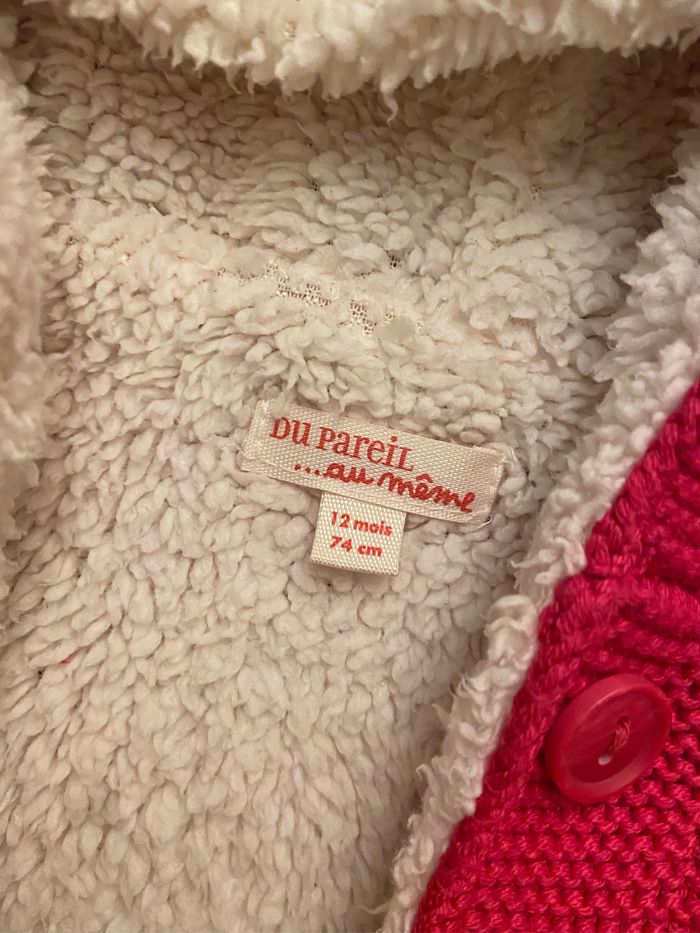 DU PAREIL
...au même
12 mois
74 cm